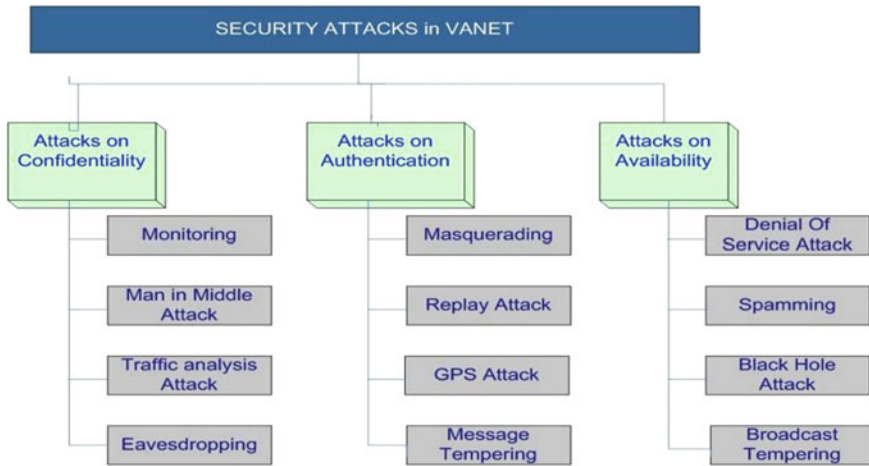 SECURITY ATTACKS in VANET
Attacks on
Confidentiality
Monitoring
Man in Middle
Attack
Traffic analysis
Attack
Eavesdropping
Attacks on
Authentication
Masquerading
Replay Attack
GPS Attack
Message
Tempering
Attacks on
Availability
Denial Of
Service Attack
Spamming
Black Hole
Attack
Broadcast
Tempering